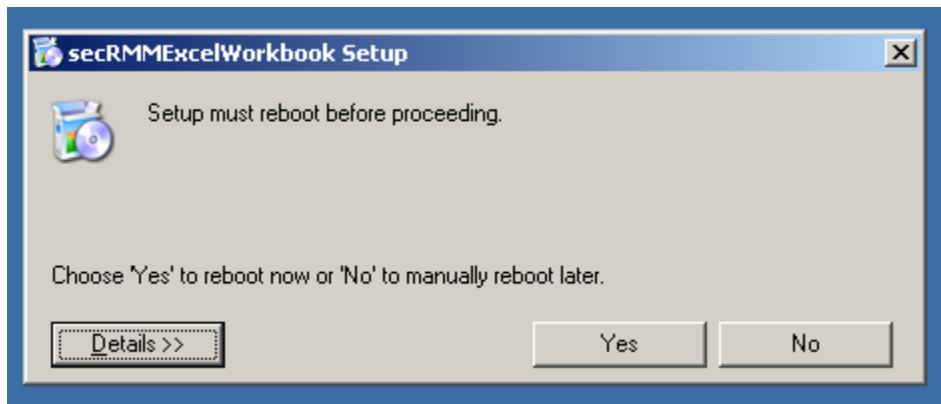 secRMMExcelWorkbook Setup
Setup must reboot before proceeding.
Choose 'Yes' to reboot now or 'No' to manually reboot later.
Details >>
Yes
No